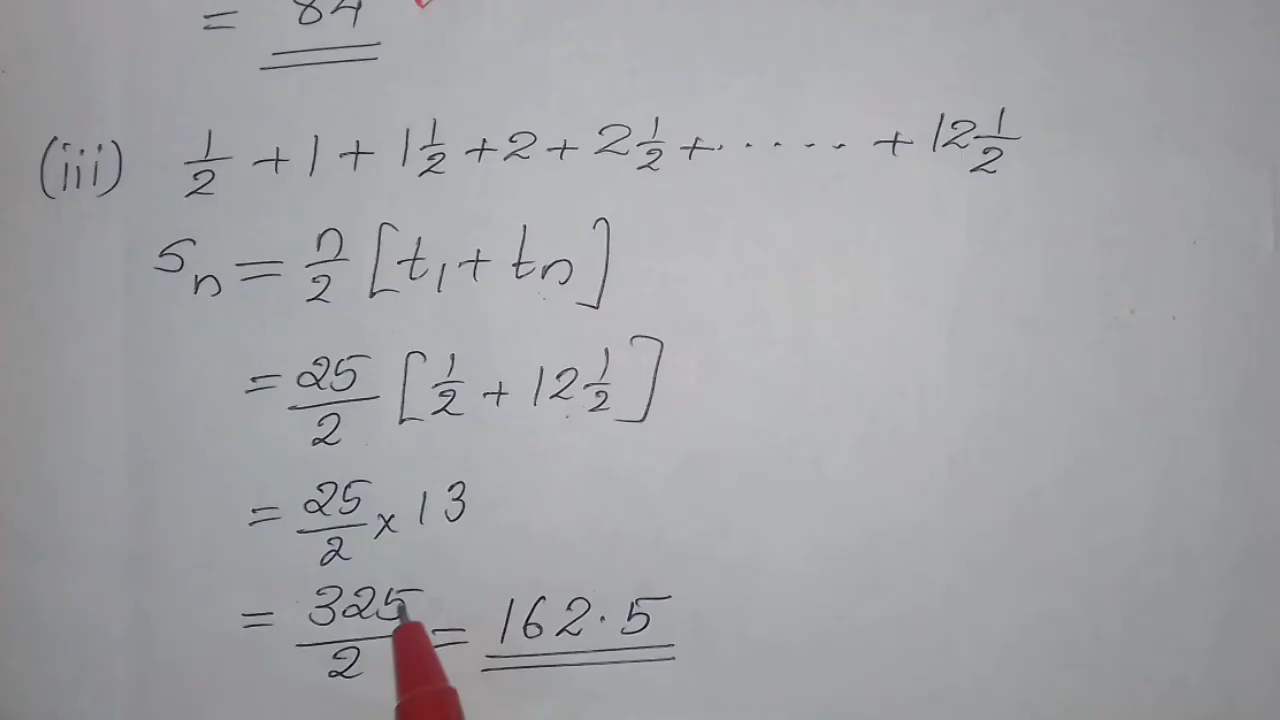 = 84
(iii) 1/2 + 1 + 1 1/2 + 2 + 2 1/2 + ..... + 12 1/2
Sn = n/2 [t1 + tn]
= 25/2 [1/2 + 12 1/2]
= 25/2 × 13
= 325/2 = 162.5